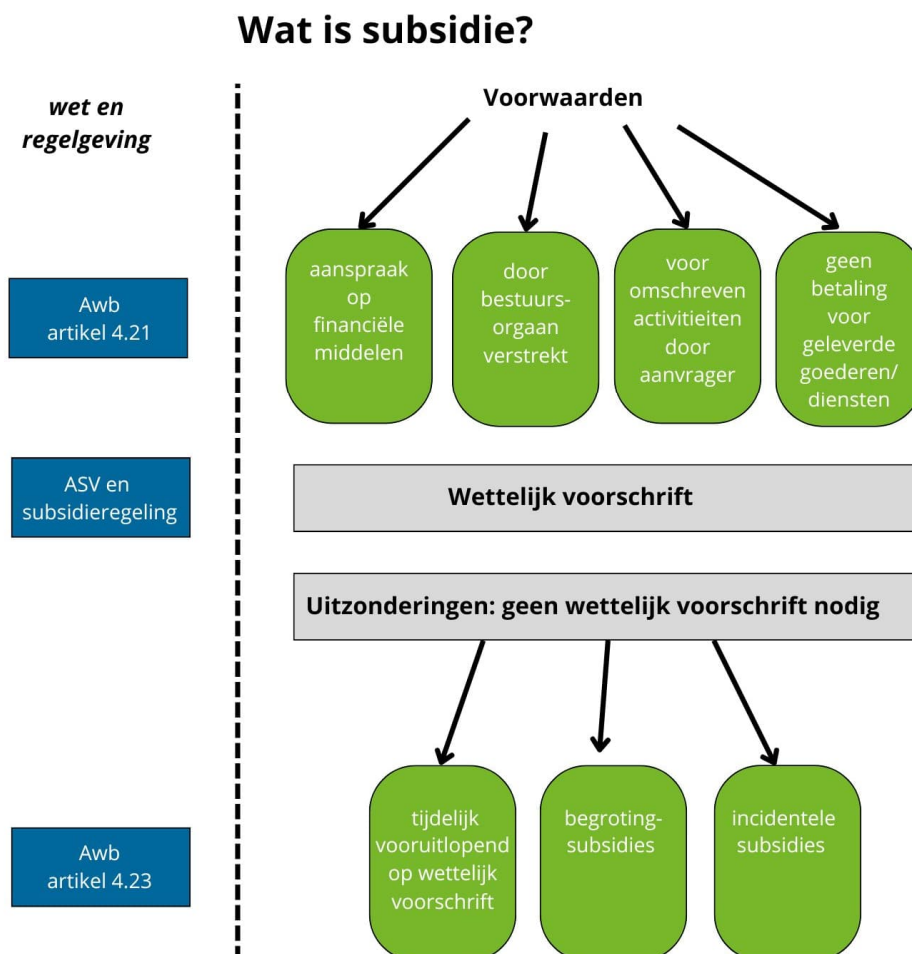 Wat is subsidie?
wet en
regelgeving
Voorwaarden
Awb
artikel 4.21
aanspraak
op
financiële
middelen
door
bestuurs-
orgaan
verstrekt
voor
omschreven
activitieiten
door
aanvrager
geen
betaling
voor
geleverde
goederen/
diensten
ASV en
subsidieregeling
Wettelijk voorschrift
Uitzonderingen: geen wettelijk voorschrift nodig
Awb
artikel 4.23
tijdelijk
vooruitlopend
op wettelijk
voorschrift
begroting-
subsidies
incidentele
subsidies